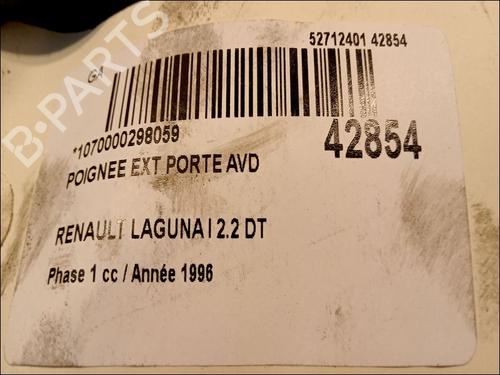 52712401 42854
GA
*1070000298059
42854
POIGNEE EXT PORTE AVD
RENAULT LAGUNA I 2.2 DT
Phase 1 cc / Année 1996
B-PARTS